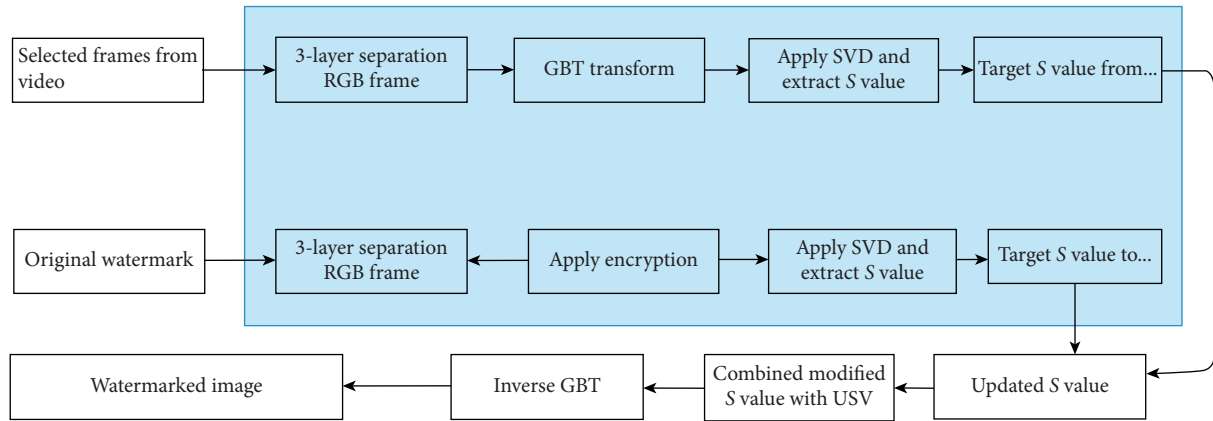 Selected frames from
video
3-layer separation
RGB frame
GBT transform
Apply SVD and
extract S value
Target S value from...
Original watermark
3-layer separation
RGB frame
Apply encryption
Apply SVD and
extract S value
Target S value to...
Watermarked image
Inverse GBT
Combined modified
S value with USV
Updated S value